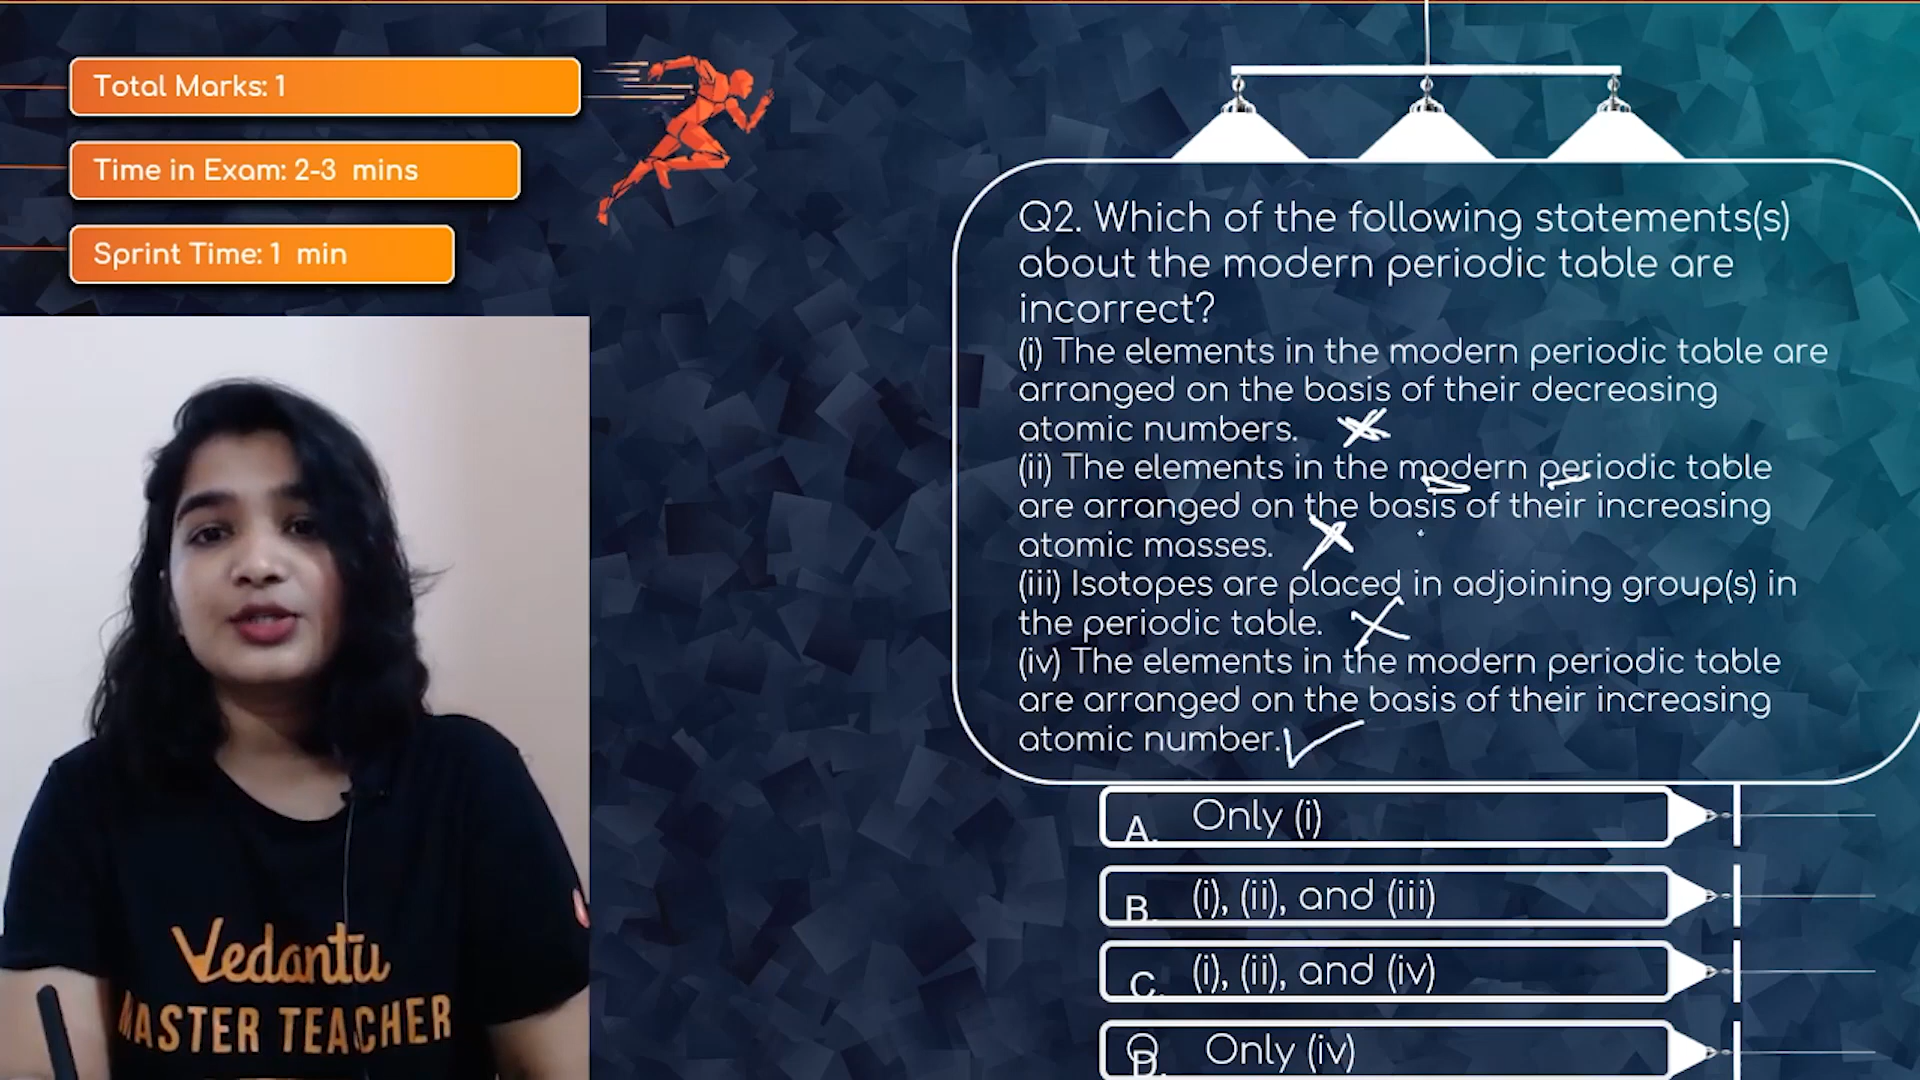 Total Marks: 1
Time in Exam: 2-3 mins
Sprint Time: 1 min
Q2. Which of the following statements(s)
about the modern periodic table are
incorrect?
(i) The elements in the modern periodic table are
arranged on the basis of their decreasing
atomic numbers.
(ii) The elements in the modern periodic table
are arranged on the basis of their increasing
atomic masses.
(iii) Isotopes are placed in adjoining group(s) in
the periodic table.
(iv) The elements in the modern periodic table
are arranged on the basis of their increasing
atomic number.
A. Only (i)
B. (i), (ii), and (iii)
C. (i), (ii), and (iv)
D. Only (iv)
Vedantu
MASTER TEACHER